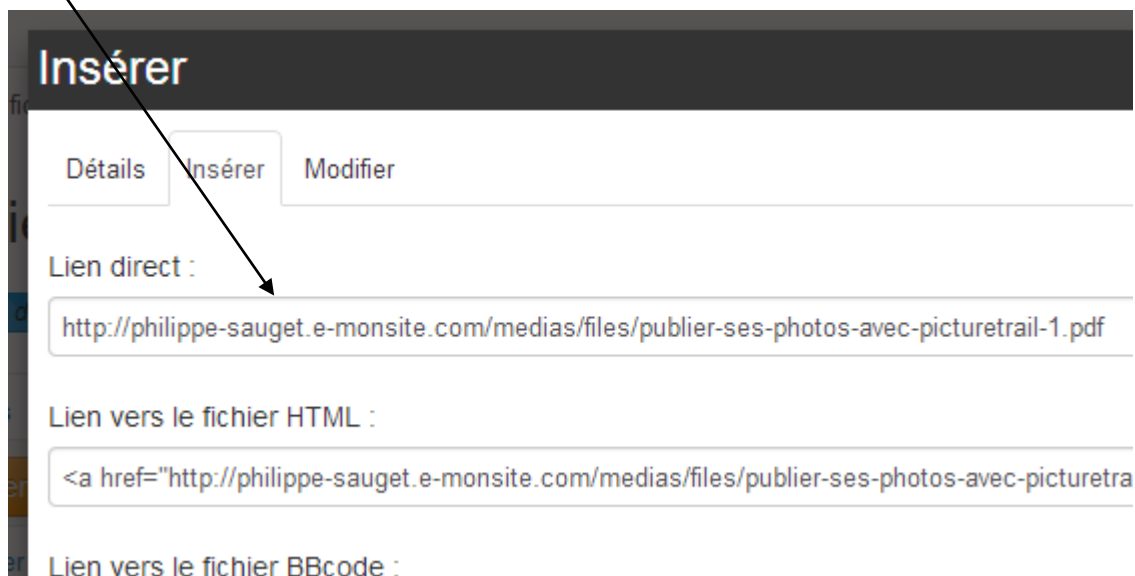 Insérer
Détails Insérer Modifier
Lien direct :
http://philippe-sauget.e-monsite.com/medias/files/publier-ses-photos-avec-picturetrail-1.pdf
Lien vers le fichier HTML :
<a href="http://philippe-sauget.e-monsite.com/medias/files/publier-ses-photos-avec-picturetra
Lien vers le fichier BBcode :